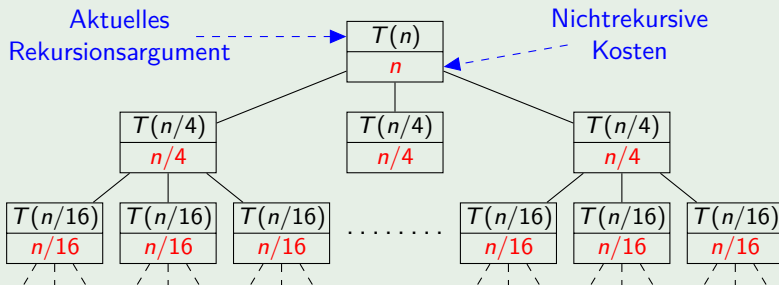 Aktuelles
Rekursionsargument
Nichtrekursive
Kosten
T(n)
n
T(n/4)
n/4
T(n/4)
n/4
T(n/4)
n/4
T(n/16)
n/16
T(n/16)
n/16
T(n/16)
n/16
........
T(n/16)
n/16
T(n/16)
n/16
T(n/16)
n/16